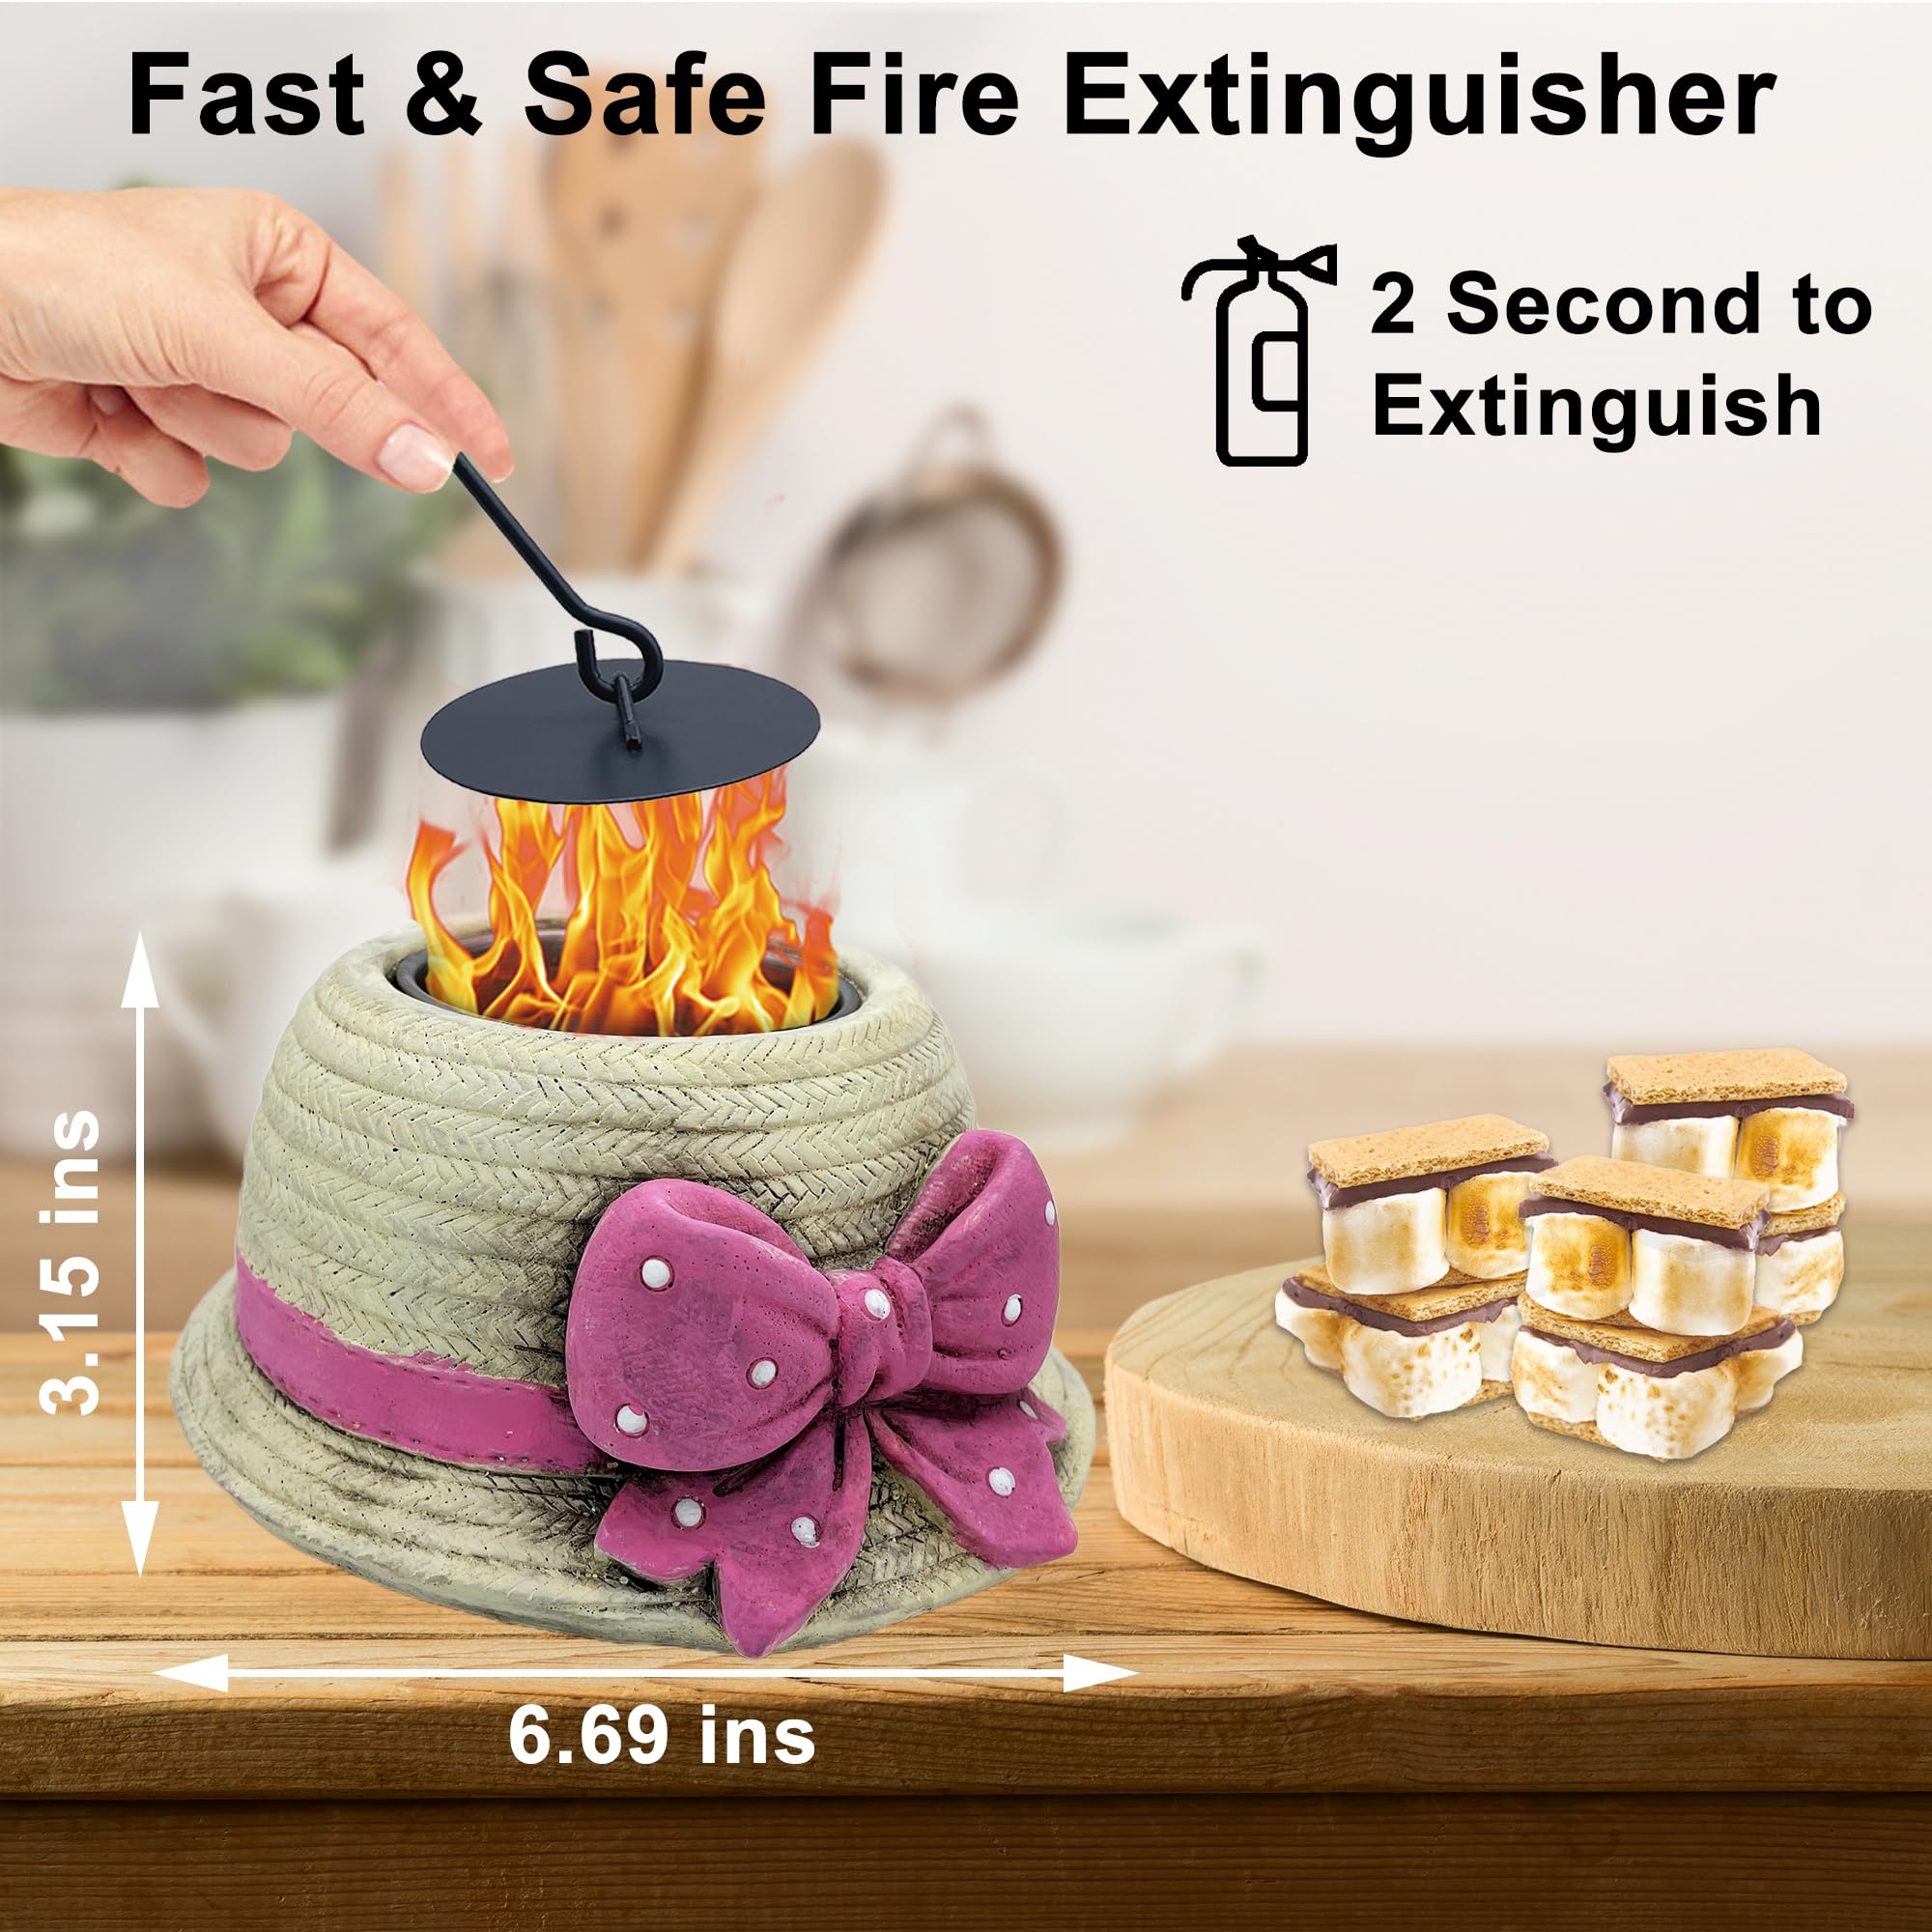 Fast & Safe Fire Extinguisher
2 Second to
Extinguish
3.15 ins
6.69 ins